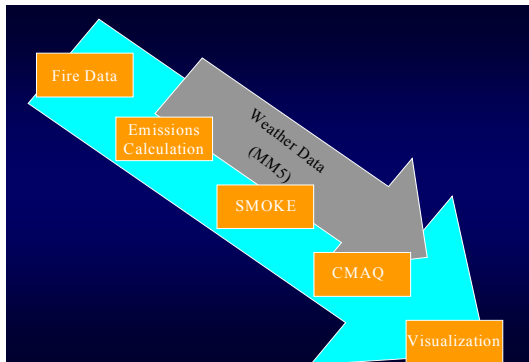 Fire Data
Emissions
Calculation
Weather Data
(MM5)
SMOKE
CMAQ
Visualization